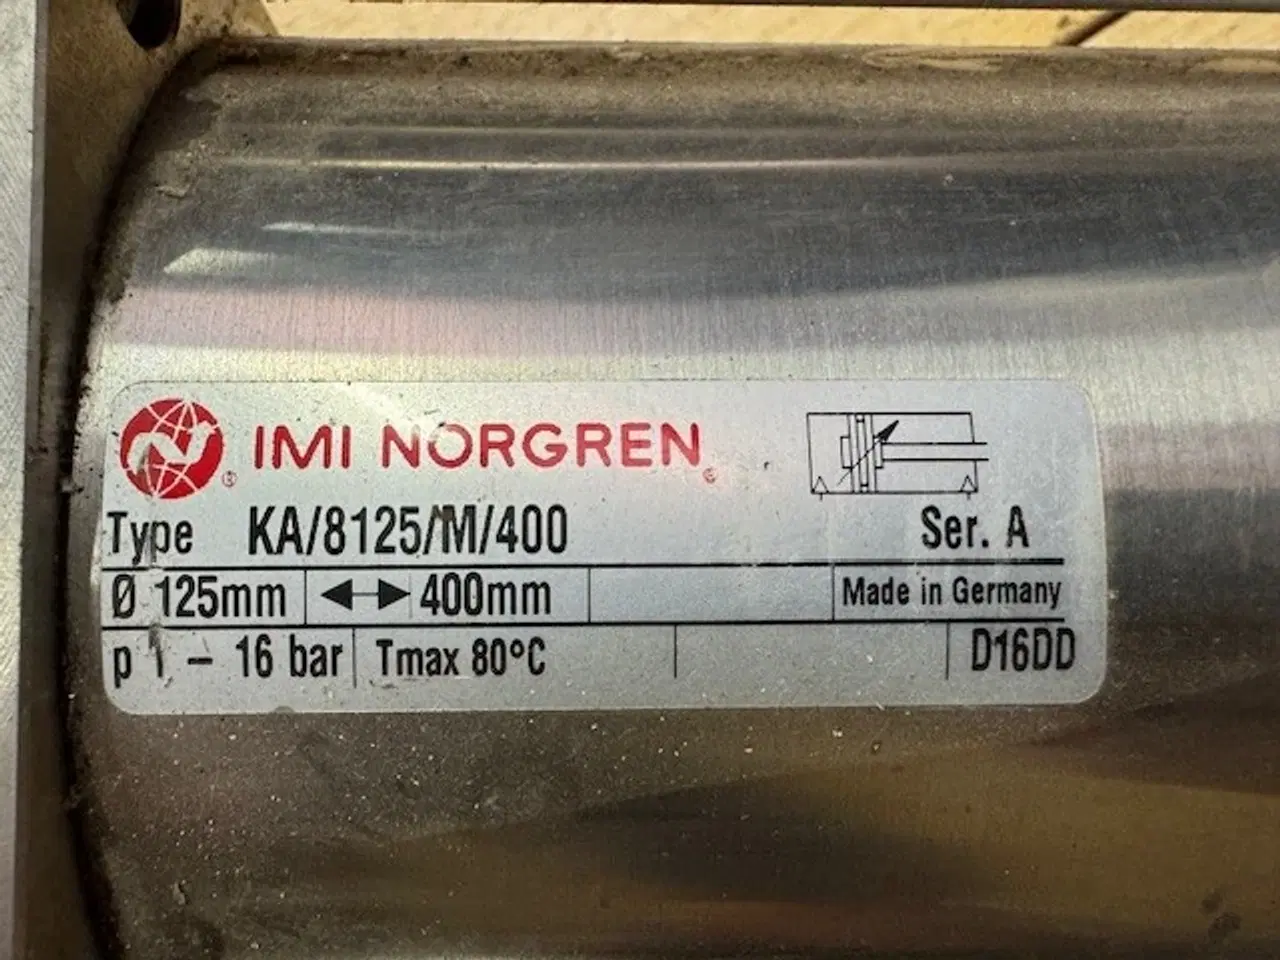 IMI NORGREN
Type KA/8125/M/400 Ser. A
Ø 125mm 400mm Made in Germany
p 1 - 16 bar Tmax 80°C D16DD